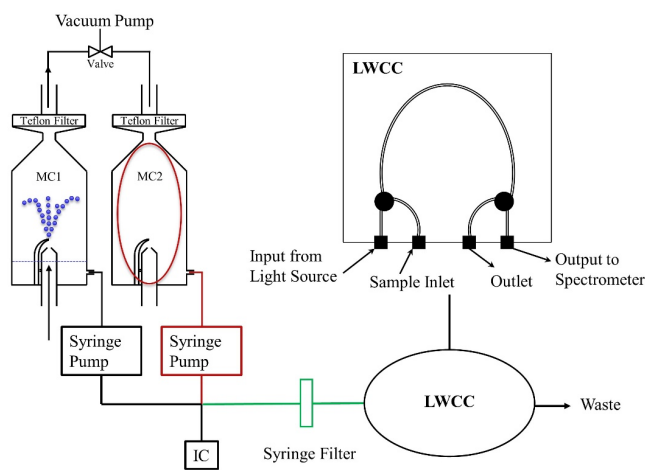 Vacuum Pump
Valve
Teflon Filter
Teflon Filter
MC1
MC2
Syringe
Pump
Syringe
Pump
IC
Syringe Filter
LWCC
Input from
Light Source
Sample Inlet
Outlet
Output to
Spectrometer
LWCC
Waste